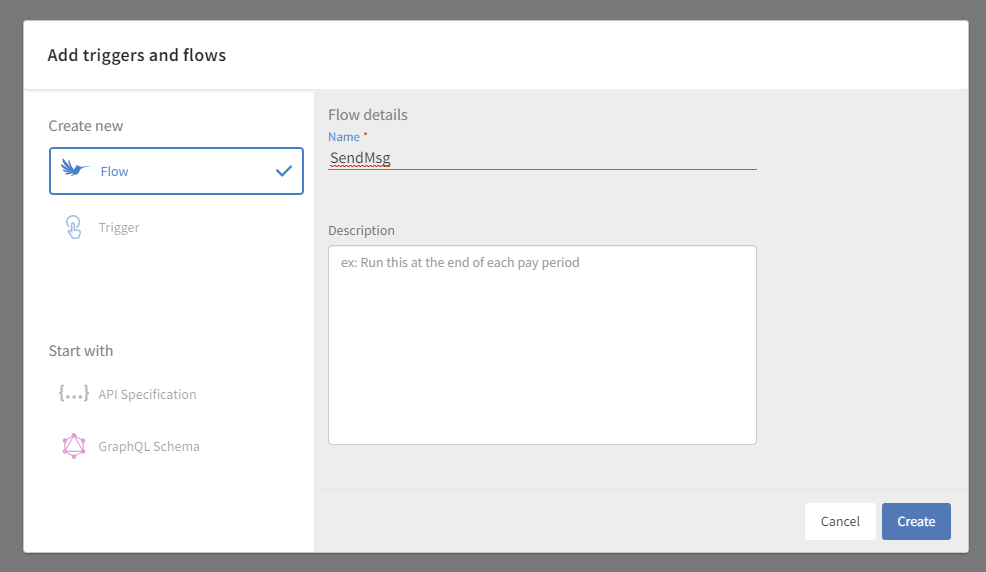 Add triggers and flows
Create new
Flow
Trigger
Start with
{...} API Specification
GraphQL Schema
Flow details
Name *
SendMsg
Description
ex: Run this at the end of each pay period
Cancel
Create